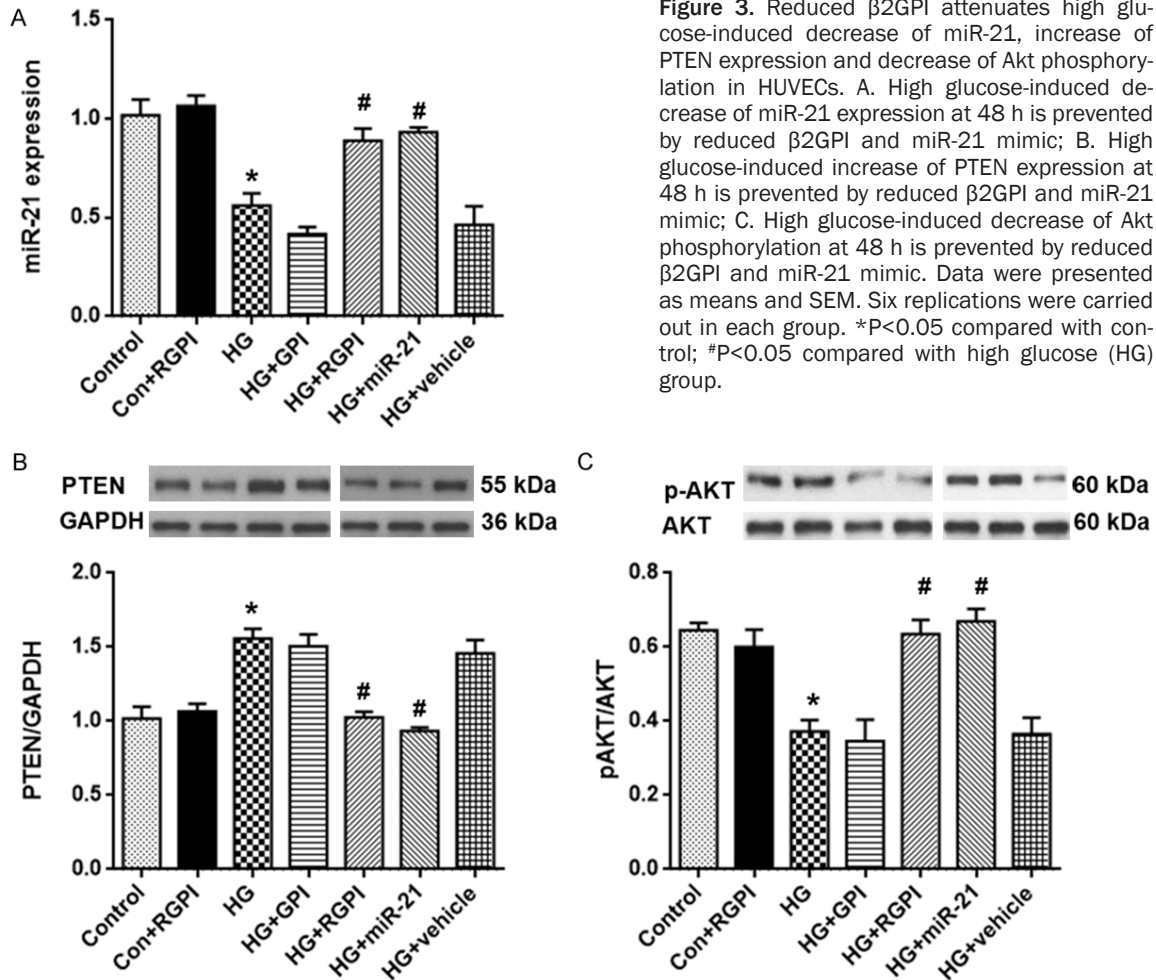 A
1.5
1.0
0.5
0.0
miR-21 expression
*
#
#
Control
Con+RGPI
HG
HG+GPI
HG+RGPI
HG+miR-21
HG+vehicle
Figure 3. Reduced β2GPI attenuates high glu-
cose-induced decrease of miR-21, increase of
PTEN expression and decrease of Akt phosphory-
lation in HUVECs. A. High glucose-induced de-
crease of miR-21 expression at 48 h is prevented
by reduced β2GPI and miR-21 mimic; B. High
glucose-induced increase of PTEN expression at
48 h is prevented by reduced β2GPI and miR-21
mimic; C. High glucose-induced decrease of Akt
phosphorylation at 48 h is prevented by reduced
β2GPI and miR-21 mimic. Data were presented
as means and SEM. Six replications were carried
out in each group. *P<0.05 compared with con-
trol; #P<0.05 compared with high glucose (HG)
group.
B
PTEN 55 kDa
GAPDH 36 kDa
2.0
1.5
1.0
0.5
0.0
PTEN/GAPDH
*
#
#
Control
Con+RGPI
HG
HG+GPI
HG+RGPI
HG+miR-21
HG+vehicle
C
p-AKT 60 kDa
AKT 60 kDa
0.8
0.6
0.4
0.2
0.0
pAKT/AKT
*
#
#
Control
Con+RGPI
HG
HG+GPI
HG+RGPI
HG+miR-21
HG+vehicle